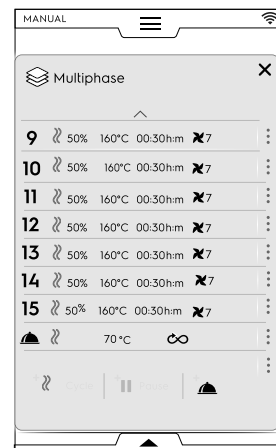 MANUAL
Multiphase
9 50% 160°C 00:30h:m 7
10 50% 160°C 00:30h:m 7
11 50% 160°C 00:30h:m 7
12 50% 160°C 00:30h:m 7
13 50% 160°C 00:30h:m 7
14 50% 160°C 00:30h:m 7
15 50% 160°C 00:30h:m 7
70°C
Pause